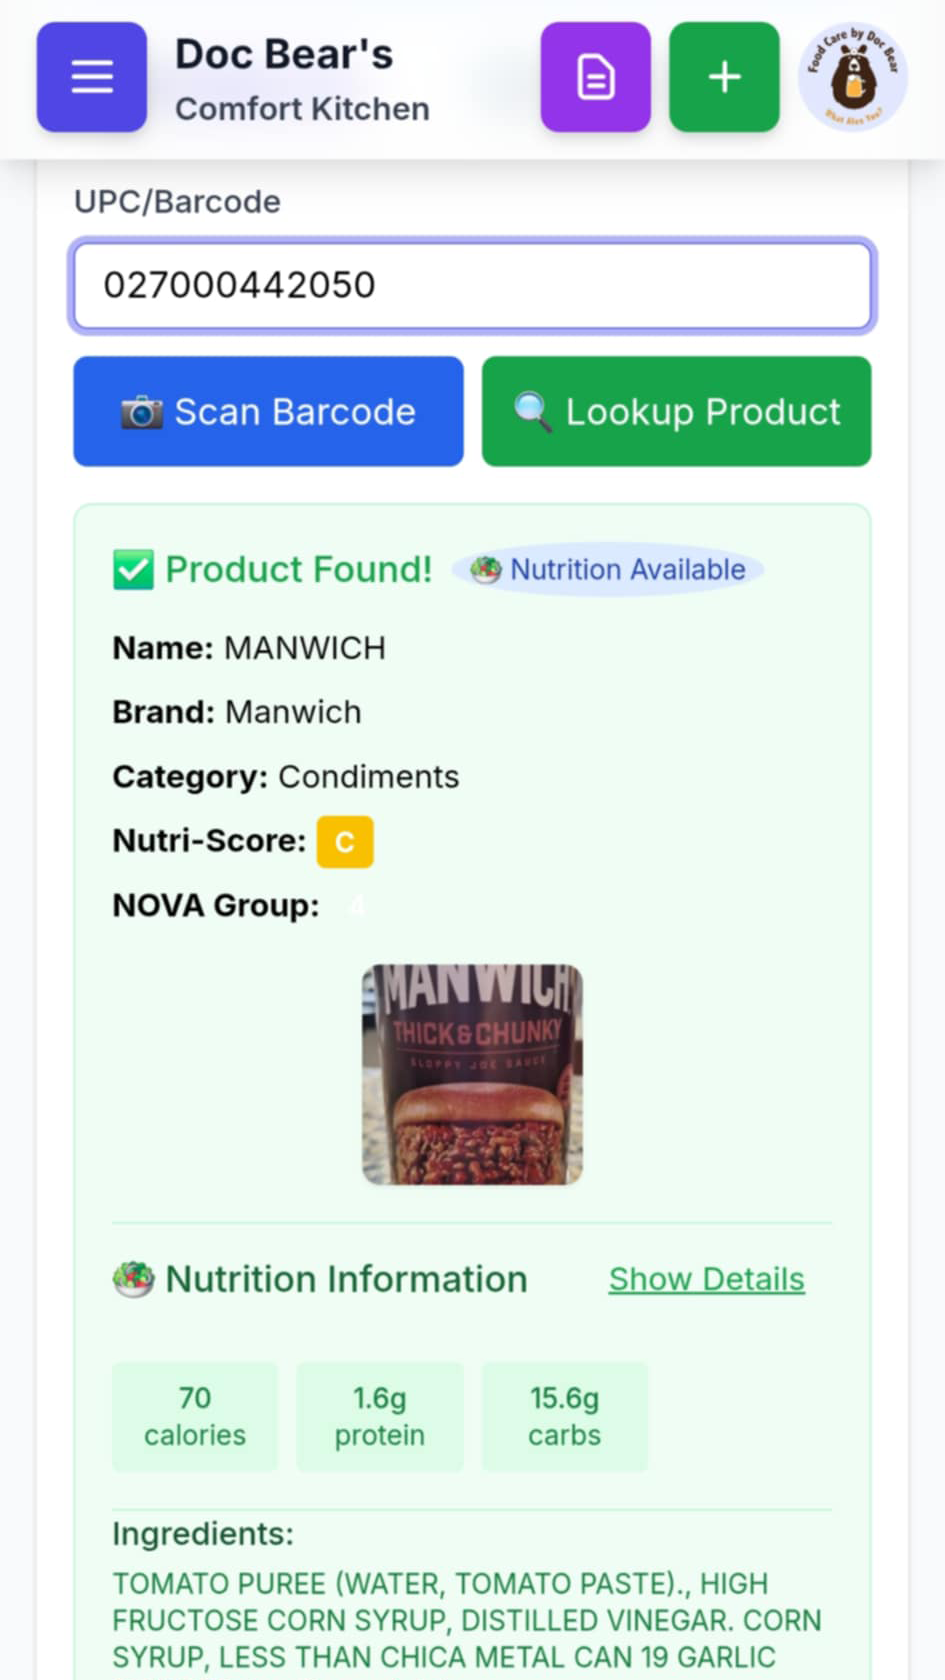 Doc Bear's
Comfort Kitchen
Food Care by Doc Bear
What Ales You?
UPC/Barcode
027000442050
Scan Barcode
Lookup Product
Product Found!
Nutrition Available
Name: MANWICH
Brand: Manwich
Category: Condiments
Nutri-Score: C
NOVA Group: 4
MANWICH
THICK & CHUNKY
SLOPPY JOE SAUCE
Nutrition Information
Show Details
70
calories
1.6g
protein
15.6g
carbs
Ingredients:
TOMATO PUREE (WATER, TOMATO PASTE)., HIGH
FRUCTOSE CORN SYRUP, DISTILLED VINEGAR. CORN
SYRUP, LESS THAN CHICA METAL CAN 19 GARLIC